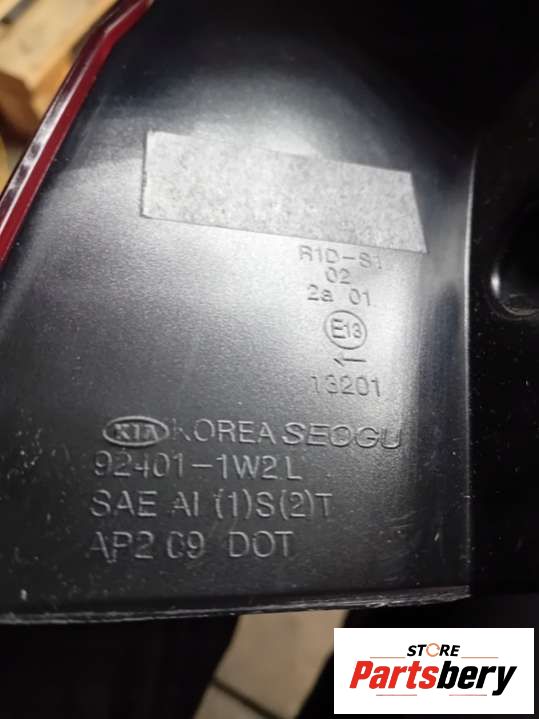 R1D-S1
02
2a 01
E13
←
13201
KIA KOREA SEOGU
92401-1W2L
SAE AI (1)S(2)T
AP2 09 DOT
STORE
Partsbery